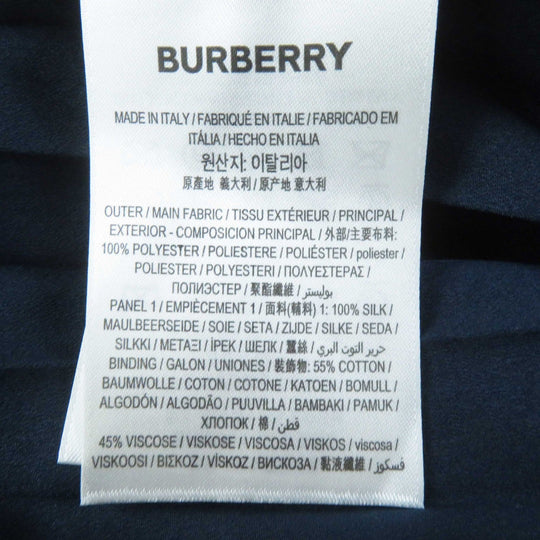 BURBERRY
MADE IN ITALY / FABRIQUÉ EN ITALIE / FABRICADO EM
ITÁLIA / HECHO EN ITALIA
원산지: 이탈리아
原產地 義大利 / 原产地 意大利
OUTER / MAIN FABRIC / TISSU EXTÉRIEUR / PRINCIPAL /
EXTERIOR - COMPOSICION PRINCIPAL / 外部/主要布料:
100% POLYESTER / POLIESTERE / POLIÉSTER / poliester /
POLIESTER / POLYESTERI / ΠΟΛΥΕΣΤΕΡΑΣ /
ПОЛИЭСТЕР / 聚酯纖維 / بوليستر
PANEL 1 / EMPIÈCEMENT 1 / 面料(輔料) 1: 100% SILK /
MAULBEERSEIDE / SOIE / SETA / ZIJDE / SILKE / SEDA /
SILKKI / ΜΕΤΑΞΙ / İPEK / ШЕЛК / 蠶絲 / حرير التوت البري
BINDING / GALON / UNIONES / 裝飾物: 55% COTTON /
BAUMWOLLE / COTON / COTONE / KATOEN / BOMULL /
ALGODÓN / ALGODÃO / PUUVILLA / BAMBAKI / PAMUK /
ХЛОПОК / 棉 / قطن
45% VISCOSE / VISKOSE / VISCOSA / VISKOS / viscosa /
VISKOOSI / ΒΙΣΚΟΖ / VİSKOZ / ВИСКОЗА / 黏液纖維 / فسكوز